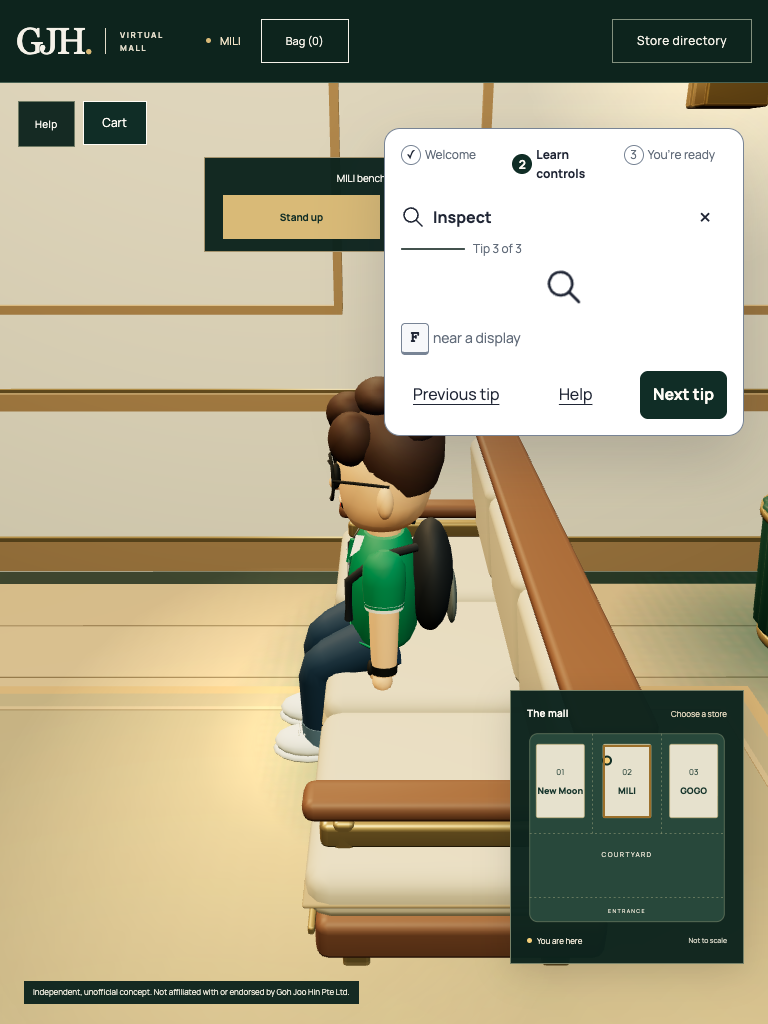 GJH.
VIRTUAL
MALL
MILI
Bag (0)
Store directory
Help
Cart
MILI bench
Stand up
✓ Welcome
2 Learn
controls
3 You're ready
Inspect
×
Tip 3 of 3
F near a display
Previous tip
Help
Next tip
The mall
Choose a store
01
New Moon
02
MILI
03
GOGO
COURTYARD
ENTRANCE
You are here
Not to scale
Independent, unofficial concept. Not affiliated with or endorsed by Goh Joo Hin Pte Ltd.